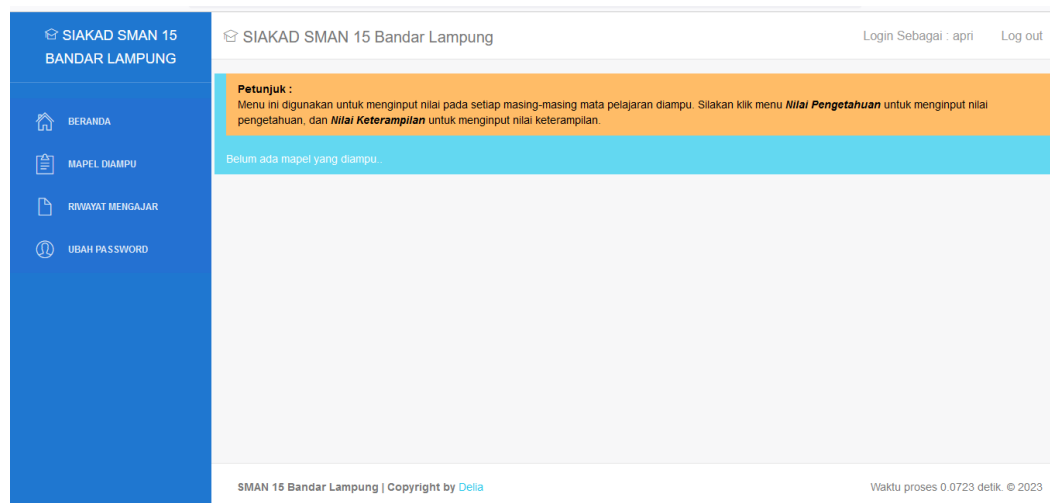 SIAKAD SMAN 15
BANDAR LAMPUNG
BERANDA
MAPEL DIAMPU
RIWAYAT MENGAJAR
UBAH PASSWORD
SIAKAD SMAN 15 Bandar Lampung
Login Sebagai : apri
Log out
Petunjuk :
Menu ini digunakan untuk menginput nilai pada setiap masing-masing mata pelajaran diampu. Silakan klik menu Nilai Pengetahuan untuk menginput nilai
pengetahuan, dan Nilai Keterampilan untuk menginput nilai keterampilan.
Belum ada mapel yang diampu..
SMAN 15 Bandar Lampung | Copyright by Delia
Waktu proses 0.0723 detik. © 2023